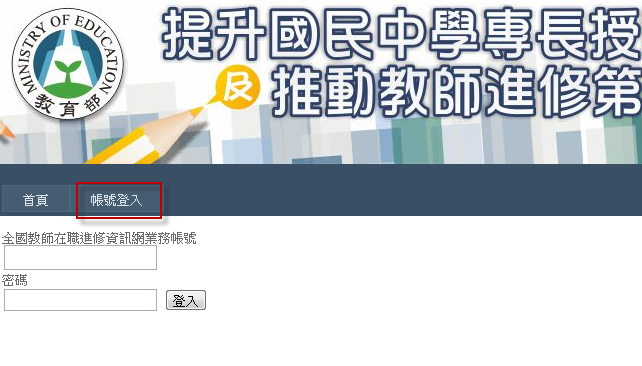 MINISTRY OF EDUCATION
教育部
提升國民中學專長授
及
推動教師進修第
首頁
帳號登入
全國教師在職進修資訊網業務帳號
密碼
登入